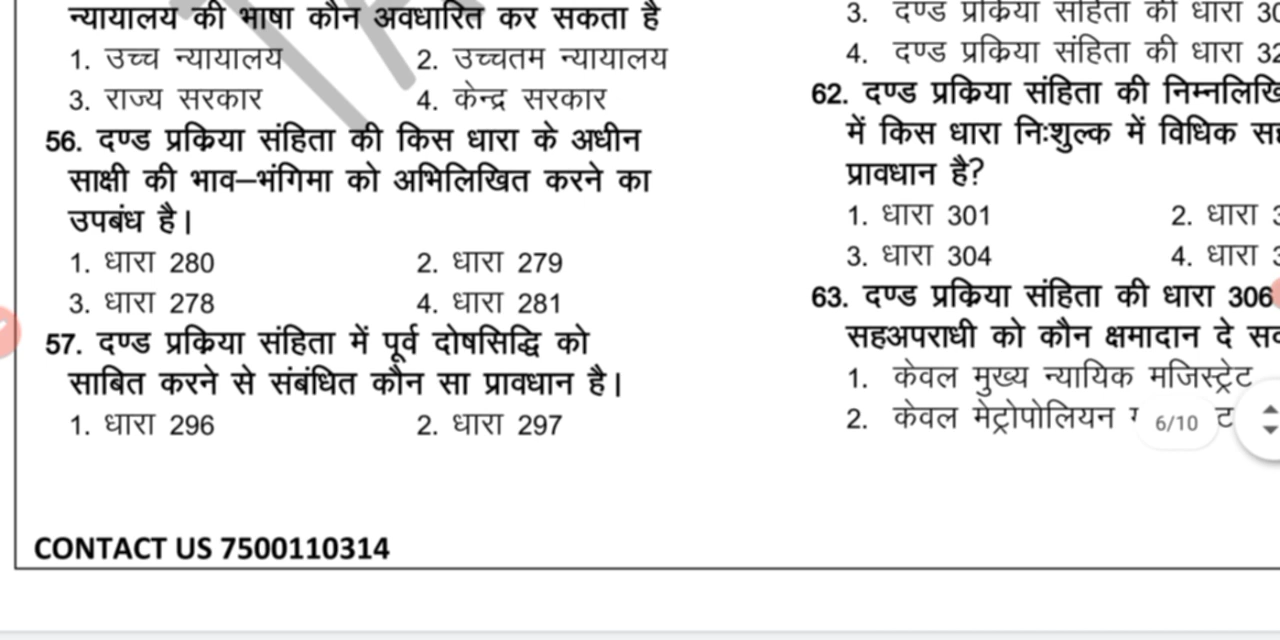 न्यायालय की भाषा कौन अवधारित कर सकता है
1. उच्च न्यायालय 2. उच्चतम न्यायालय
3. राज्य सरकार 4. केन्द्र सरकार
56. दण्ड प्रक्रिया संहिता की किस धारा के अधीन
साक्षी की भाव–भंगिमा को अभिलिखित करने का
उपबंध है।
1. धारा 280 2. धारा 279
3. धारा 278 4. धारा 281
57. दण्ड प्रक्रिया संहिता में पूर्व दोषसिद्धि को
साबित करने से संबंधित कौन सा प्रावधान है।
1. धारा 296 2. धारा 297
CONTACT US 7500110314
3. दण्ड प्रक्रिया संहिता की धारा 30
4. दण्ड प्रक्रिया संहिता की धारा 32
62. दण्ड प्रक्रिया संहिता की
में किस धारा निःशुल्क में विधिक
प्रावधान है?
1. धारा 301 2. धारा
3. धारा 304 4. धारा
63. दण्ड प्रक्रिया संहिता की धारा 306
सहअपराधी को कौन क्षमादान दे
1. केवल मुख्य न्यायिक मजिस्ट्रेट
2. केवल मेट्रोपोलियन
6/10